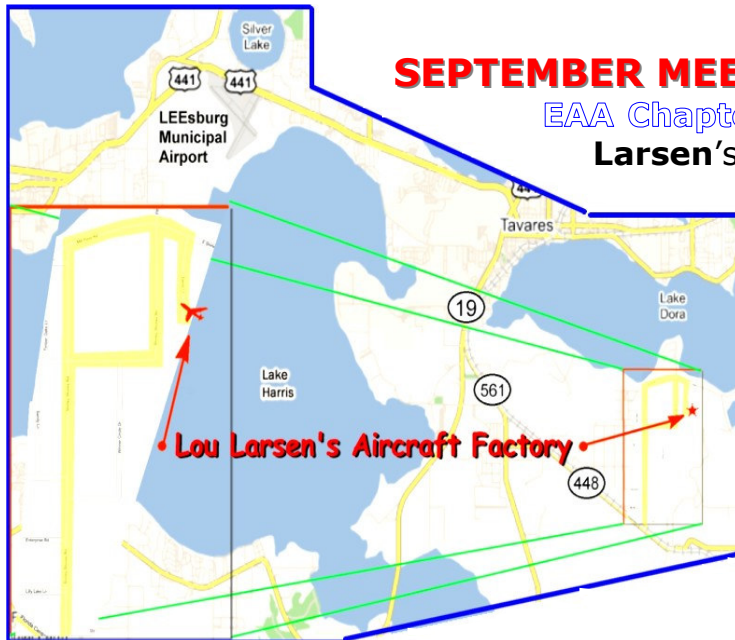 Silver
Lake
441
441
SEPTEMBER MEE
LEEsburg
Municipal
Airport
EAA Chapte
Larsen's
441
Tavares
19
Lake
Dora
Lake
Harris
561
Lou Larsen's Aircraft Factory
448